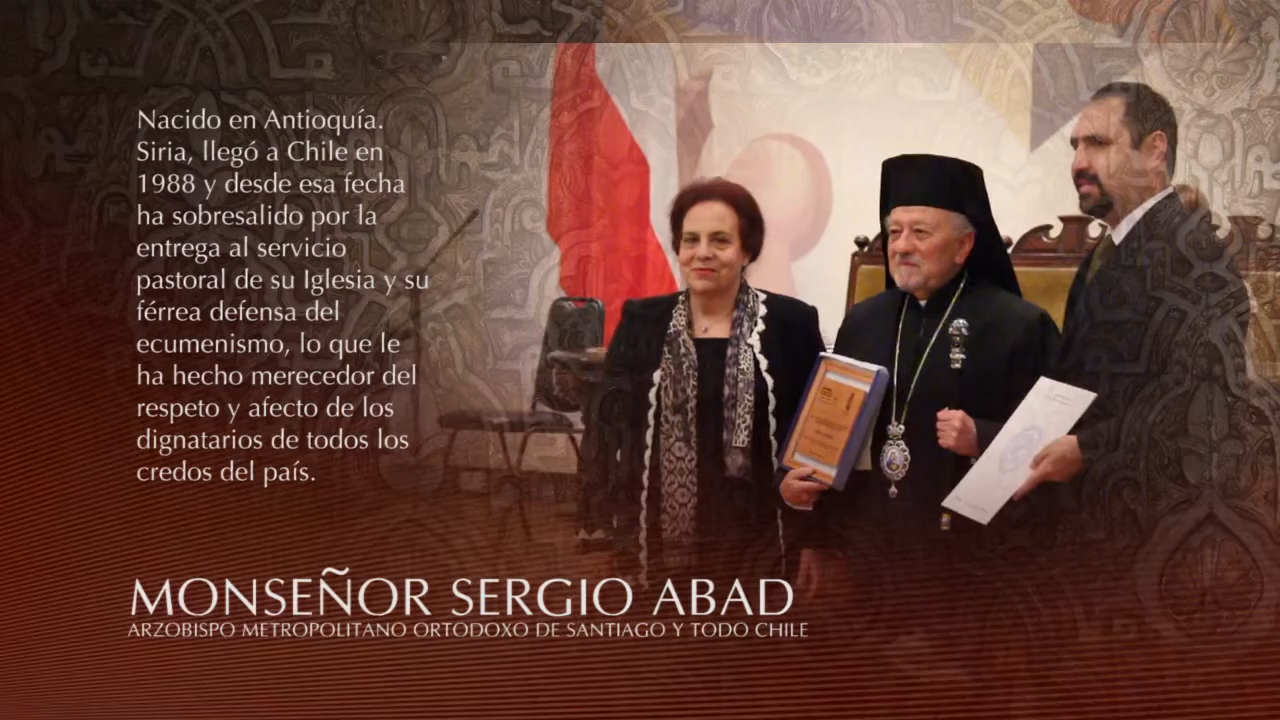 Nacido en Antioquía.
Siria, llegó a Chile en
1988 y desde esa fecha
ha sobresalido por la
entrega al servicio
pastoral de su Iglesia y su
férrea defensa del
ecumenismo, lo que le
ha hecho merecedor del
respeto y afecto de los
dignatarios de todos los
credos del país.
MONSEÑOR SERGIO ABAD
ARZOBISPO METROPOLITANO ORTODOXO DE SANTIAGO Y TODO CHILE